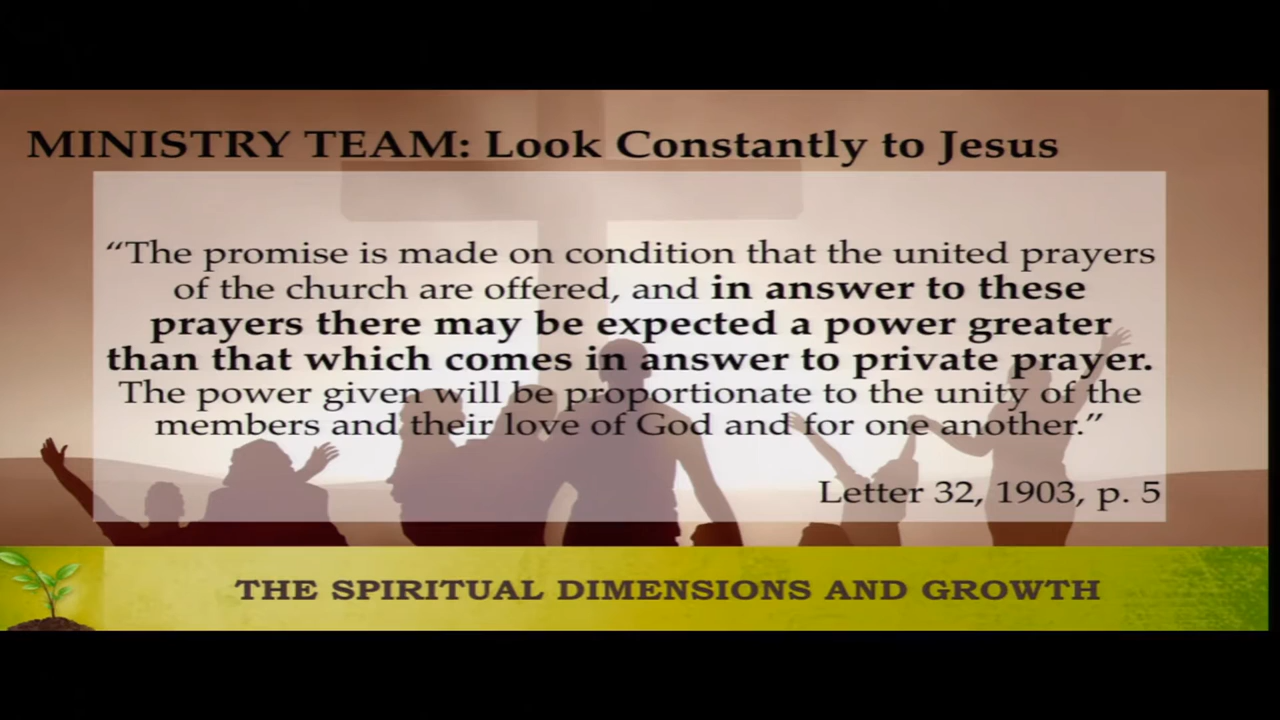 MINISTRY TEAM: Look Constantly to Jesus
“The promise is made on condition that the united prayers
of the church are offered, and in answer to these
prayers there may be expected a power greater
than that which comes in answer to private prayer.
The power given will be proportionate to the unity of the
members and their love of God and for one another.”
Letter 32, 1903, p. 5
THE SPIRITUAL DIMENSIONS AND GROWTH